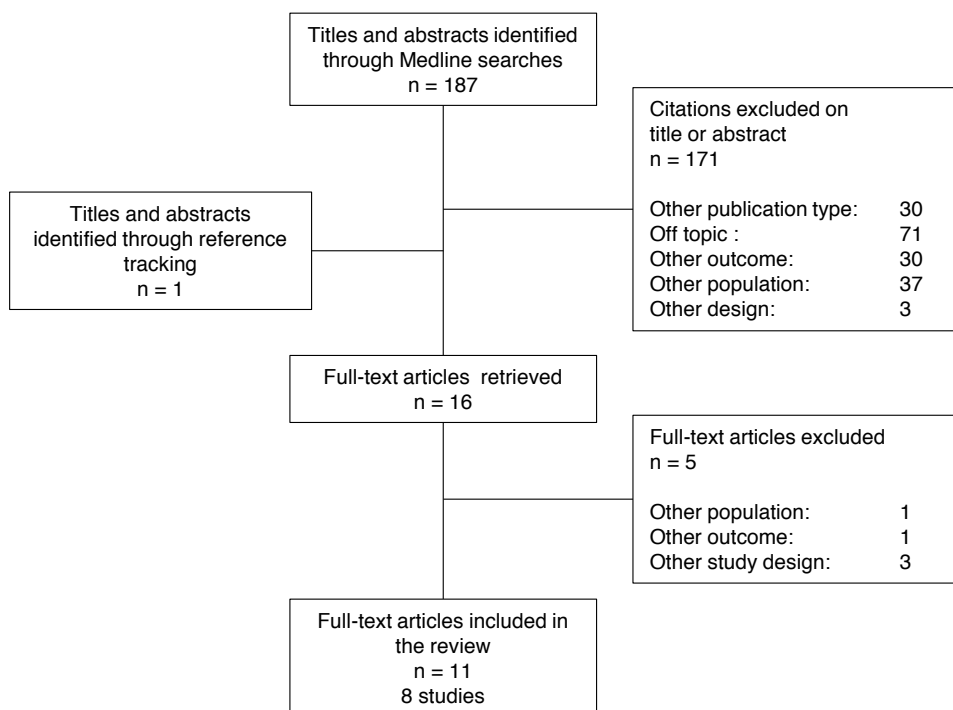 Titles and abstracts identified
through Medline searches
n = 187
Citations excluded on
title or abstract
n = 171
Other publication type: 30
Off topic : 71
Other outcome: 30
Other population: 37
Other design: 3
Titles and abstracts
identified through reference
tracking
n = 1
Full-text articles retrieved
n = 16
Full-text articles excluded
n = 5
Other population: 1
Other outcome: 1
Other study design: 3
Full-text articles included in
the review
n = 11
8 studies